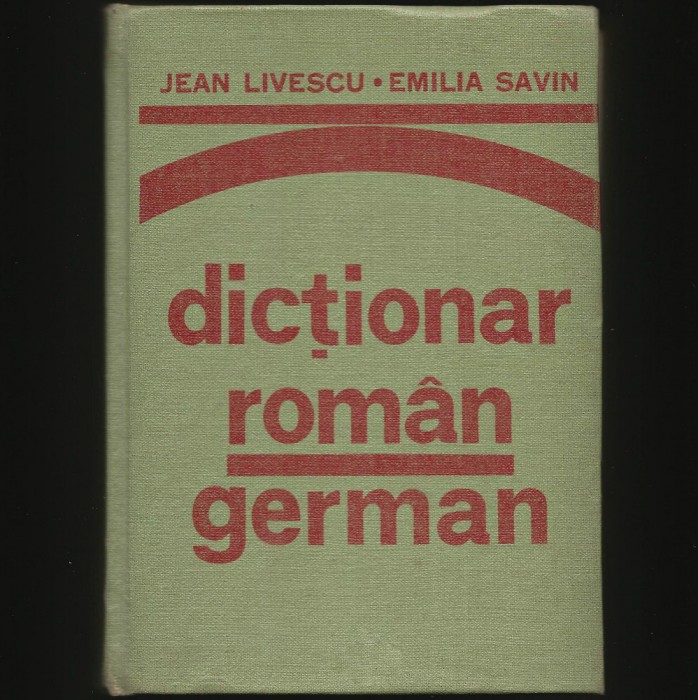 JEAN LIVESCU • EMILIA SAVIN
dicționar
român
german